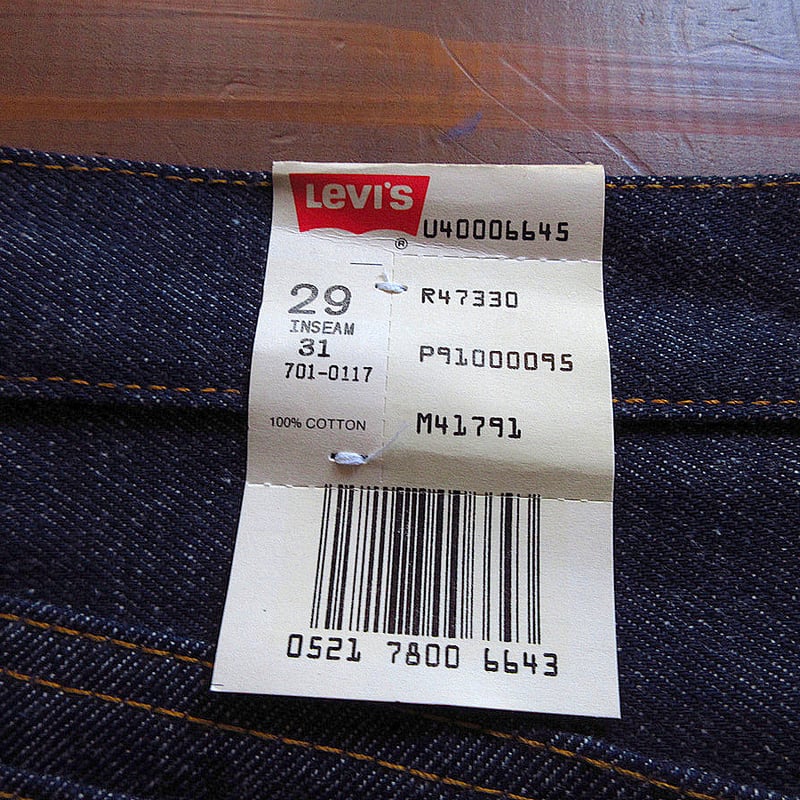 LEVI'S
®
U40006645
29
INSEAM
31
701-0117
100% COTTON
R47330
P91000095
M41791
0521 7800 6643